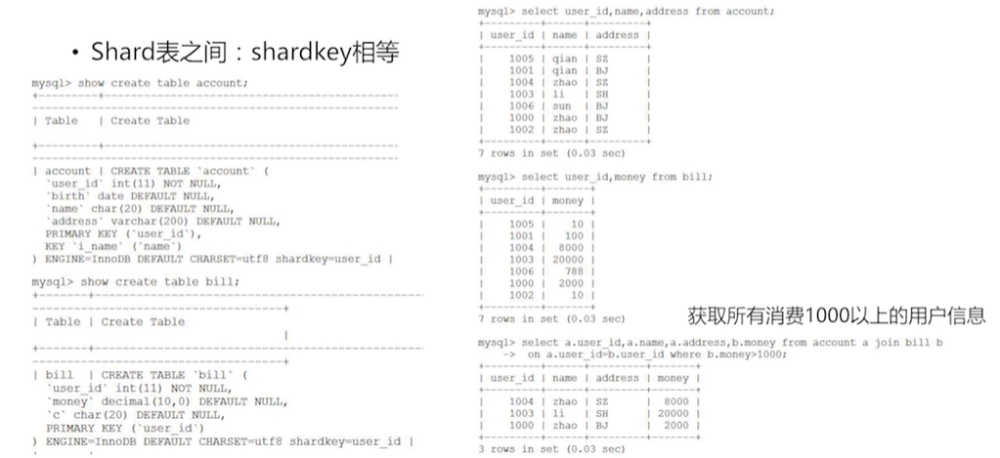 • Shard表之间：shardkey相等
mysql> show create table account;
| Table | Create Table
| account | CREATE TABLE `account` (
`user_id` int(11) NOT NULL,
`birth` date DEFAULT NULL,
`name` char(20) DEFAULT NULL,
`address` varchar(200) DEFAULT NULL,
PRIMARY KEY (`user_id`),
KEY `i_name` (`name`)
) ENGINE=InnoDB DEFAULT CHARSET=utf8 shardkey=user_id |
mysql> show create table bill;
| Table | Create Table
|
| bill | CREATE TABLE `bill` (
`user_id` int(11) NOT NULL,
`money` decimal(10,0) DEFAULT NULL,
`c` char(20) DEFAULT NULL,
PRIMARY KEY (`user_id`)
) ENGINE=InnoDB DEFAULT CHARSET=utf8 shardkey=user_id |
mysql> select user_id,name,address from account;
| user_id | name | address |
| 1005 | qian | SZ |
| 1001 | qian | BJ |
| 1004 | zhao | SZ |
| 1003 | li | SH |
| 1006 | sun | BJ |
| 1000 | zhao | BJ |
| 1002 | zhao | SZ |
7 rows in set (0.03 sec)
mysql> select user_id,money from bill;
| user_id | money |
| 1005 | 10 |
| 1001 | 100 |
| 1004 | 8000 |
| 1003 | 20000 |
| 1006 | 788 |
| 1000 | 2000 |
| 1002 | 10 |
7 rows in set (0.03 sec)
获取所有消费1000以上的用户信息
mysql> select a.user_id,a.name,a.address,b.money from account a join bill b
-> on a.user_id=b.user_id where b.money>1000;
| user_id | name | address | money |
| 1004 | zhao | SZ | 8000 |
| 1003 | li | SH | 20000 |
| 1000 | zhao | BJ | 2000 |
3 rows in set (0.03 sec)